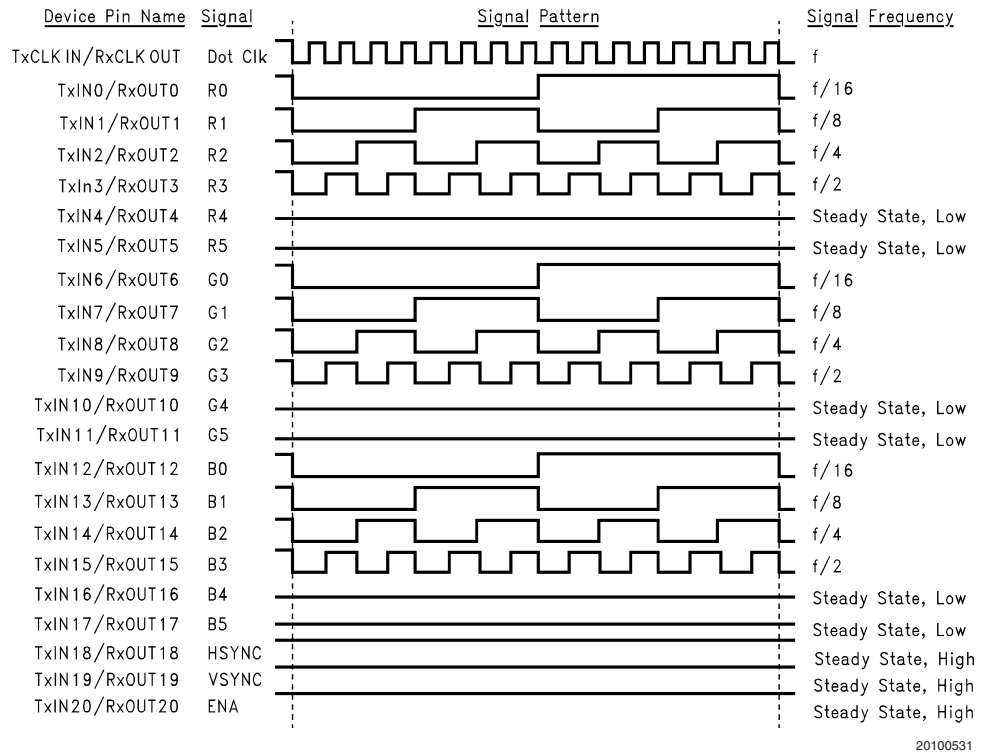 Device Pin Name Signal Signal Pattern Signal Frequency
TxCLK IN/RxCLK OUT Dot Clk f
TxIN0/RxOUT0 R0 f/16
TxIN1/RxOUT1 R1 f/8
TxIN2/RxOUT2 R2 f/4
TxIn3/RxOUT3 R3 f/2
TxIN4/RxOUT4 R4 Steady State, Low
TxIN5/RxOUT5 R5 Steady State, Low
TxIN6/RxOUT6 G0 f/16
TxIN7/RxOUT7 G1 f/8
TxIN8/RxOUT8 G2 f/4
TxIN9/RxOUT9 G3 f/2
TxIN10/RxOUT10 G4 Steady State, Low
TxIN11/RxOUT11 G5 Steady State, Low
TxIN12/RxOUT12 B0 f/16
TxIN13/RxOUT13 B1 f/8
TxIN14/RxOUT14 B2 f/4
TxIN15/RxOUT15 B3 f/2
TxIN16/RxOUT16 B4 Steady State, Low
TxIN17/RxOUT17 B5 Steady State, Low
TxIN18/RxOUT18 HSYNC Steady State, High
TxIN19/RxOUT19 VSYNC Steady State, High
TxIN20/RxOUT20 ENA Steady State, High
20100531